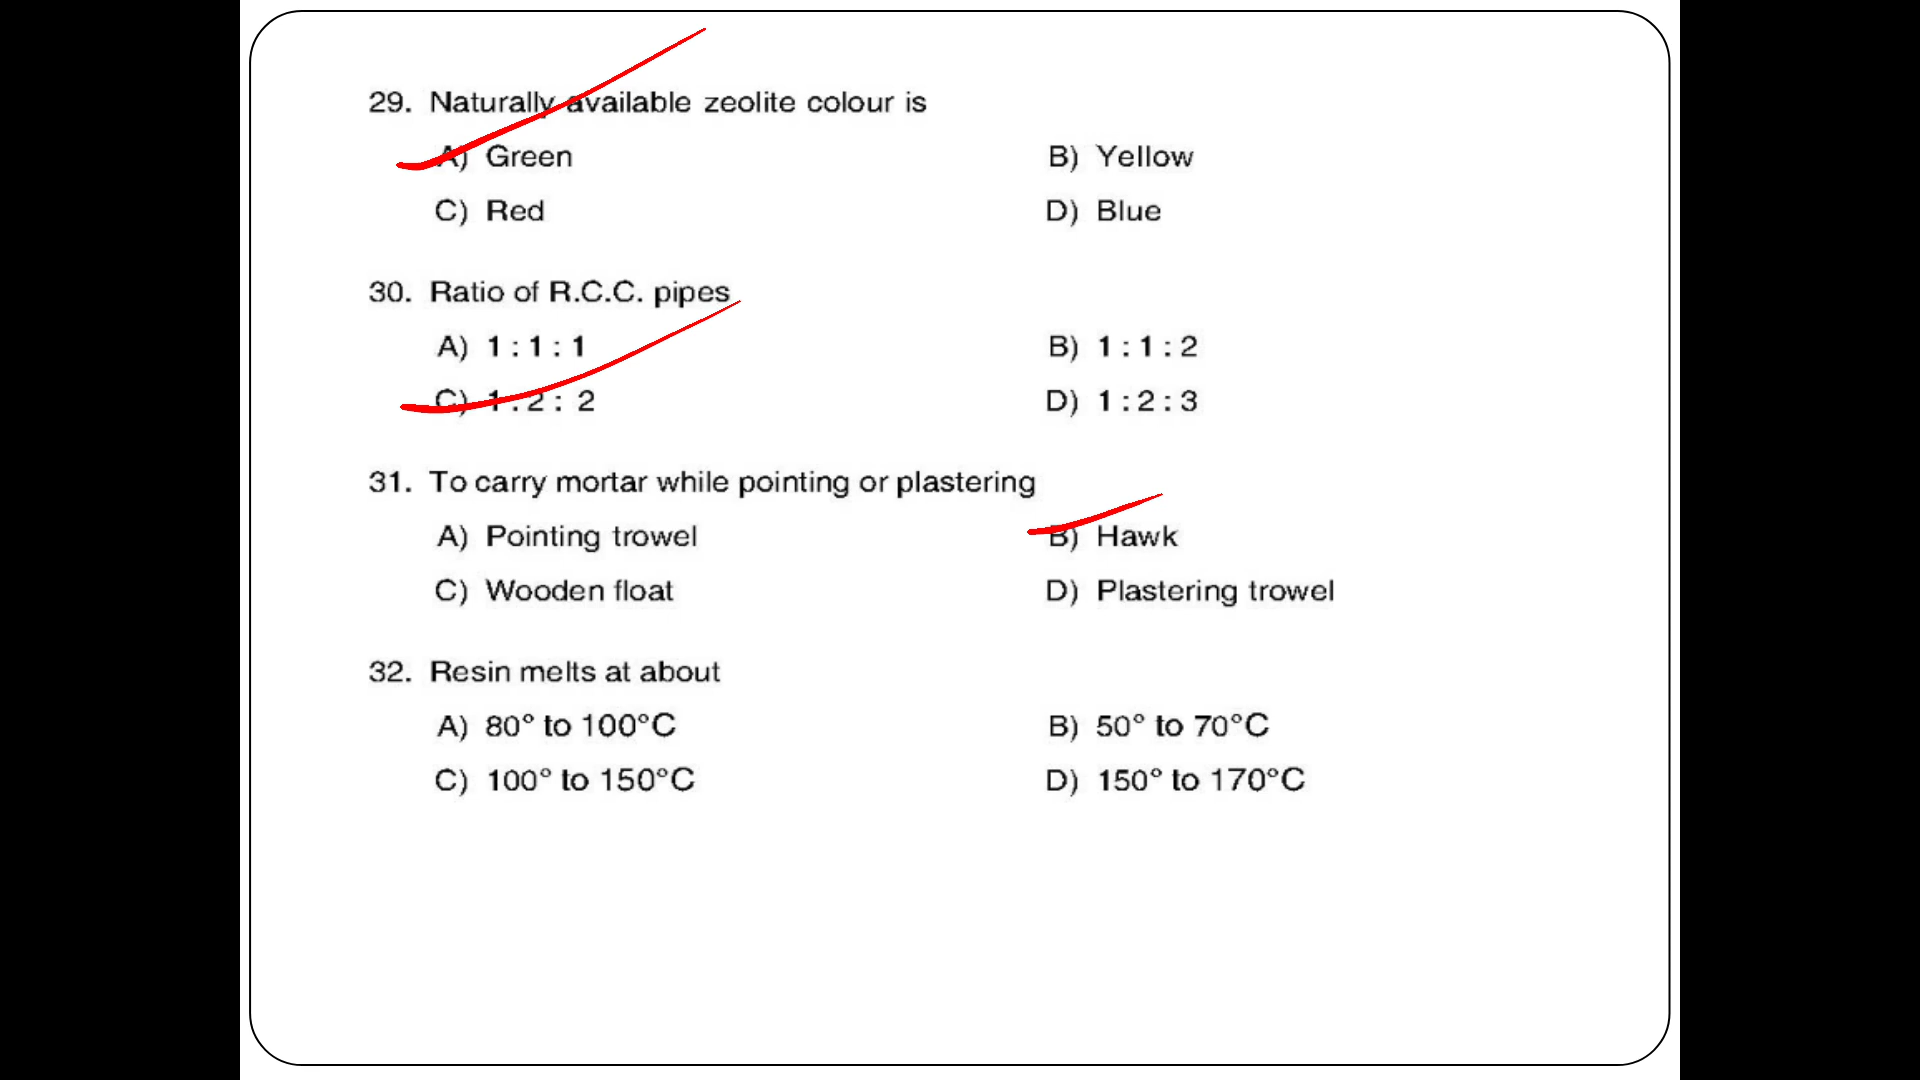 29. Naturally available zeolite colour is
A) Green B) Yellow
C) Red D) Blue
30. Ratio of R.C.C. pipes
A) 1 : 1 : 1 B) 1 : 1 : 2
C) 1 : 2 : 2 D) 1 : 2 : 3
31. To carry mortar while pointing or plastering
A) Pointing trowel B) Hawk
C) Wooden float D) Plastering trowel
32. Resin melts at about
A) 80° to 100°C B) 50° to 70°C
C) 100° to 150°C D) 150° to 170°C